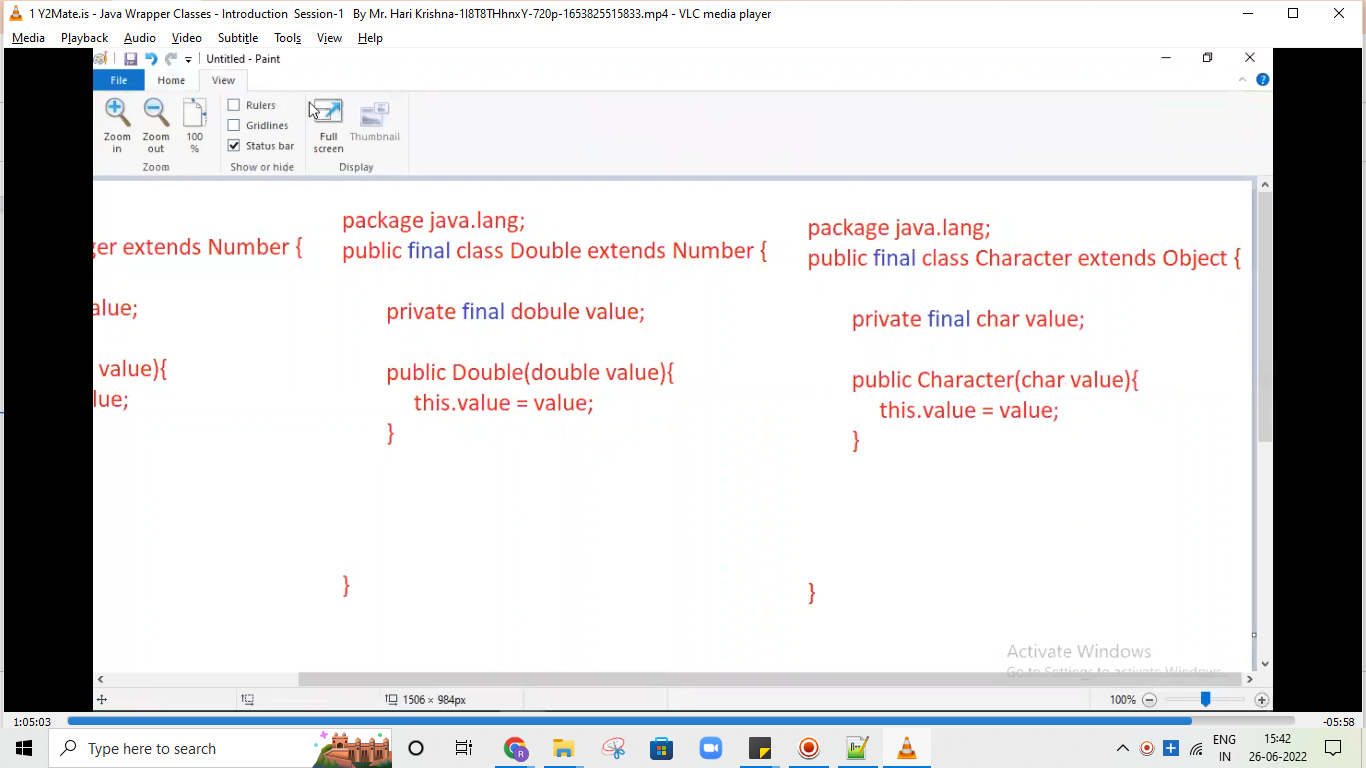 1 Y2Mate.is - Java Wrapper Classes - Introduction Session-1 By Mr. Hari Krishna-1I8T8THhnxY-720p-1653825515833.mp4 - VLC media player
Media Playback Audio Video Subtitle Tools View Help
Untitled - Paint
File Home View
Zoom in
Zoom out
100 %
Zoom
Rulers
Gridlines
Status bar
Show or hide
Full screen
Thumbnail
Display
ger extends Number {
alue;
value){
lue;
package java.lang;
public final class Double extends Number {
private final dobule value;
public Double(double value){
this.value = value;
}
}
package java.lang;
public final class Character extends Object {
private final char value;
public Character(char value){
this.value = value;
}
}
Activate Windows
Go to Settings to activate Windows.
1506 × 984px
100%
1:05:03
-05:58
Type here to search
ENG
IN
15:42
26-06-2022